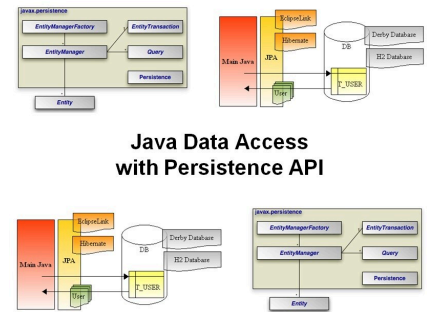 javax.persistence
EntityManagerFactory
EntityTransaction
EntityManager
Query
Persistence
Entity
EclipseLink
Hibernate
DB
Derby Database
H2 Database
Main Java
JPA
T_USER
User
Java Data Access
with Persistence API
EclipseLink
Hibernate
DB
Derby Database
H2 Database
Main Java
JPA
T_USER
User
javax.persistence
EntityManagerFactory
EntityTransaction
EntityManager
Query
Persistence
Entity